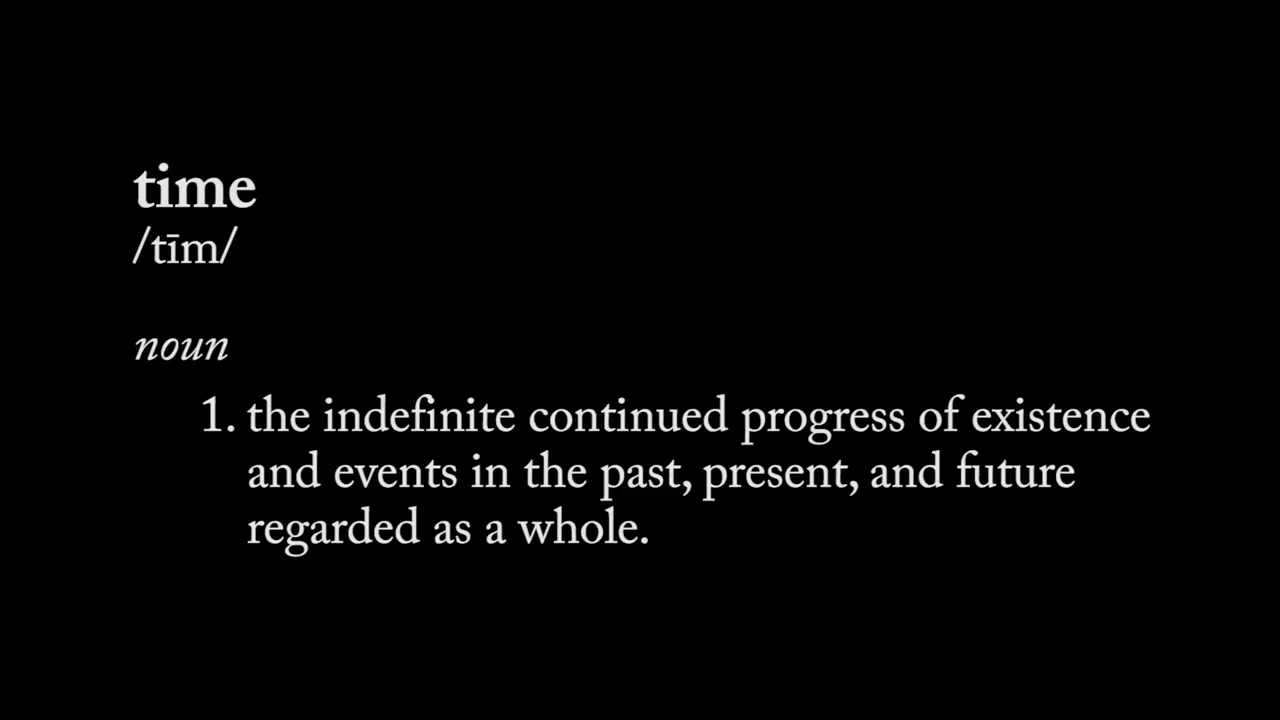 time
/tīm/
noun
1. the indefinite continued progress of existence
and events in the past, present, and future
regarded as a whole.